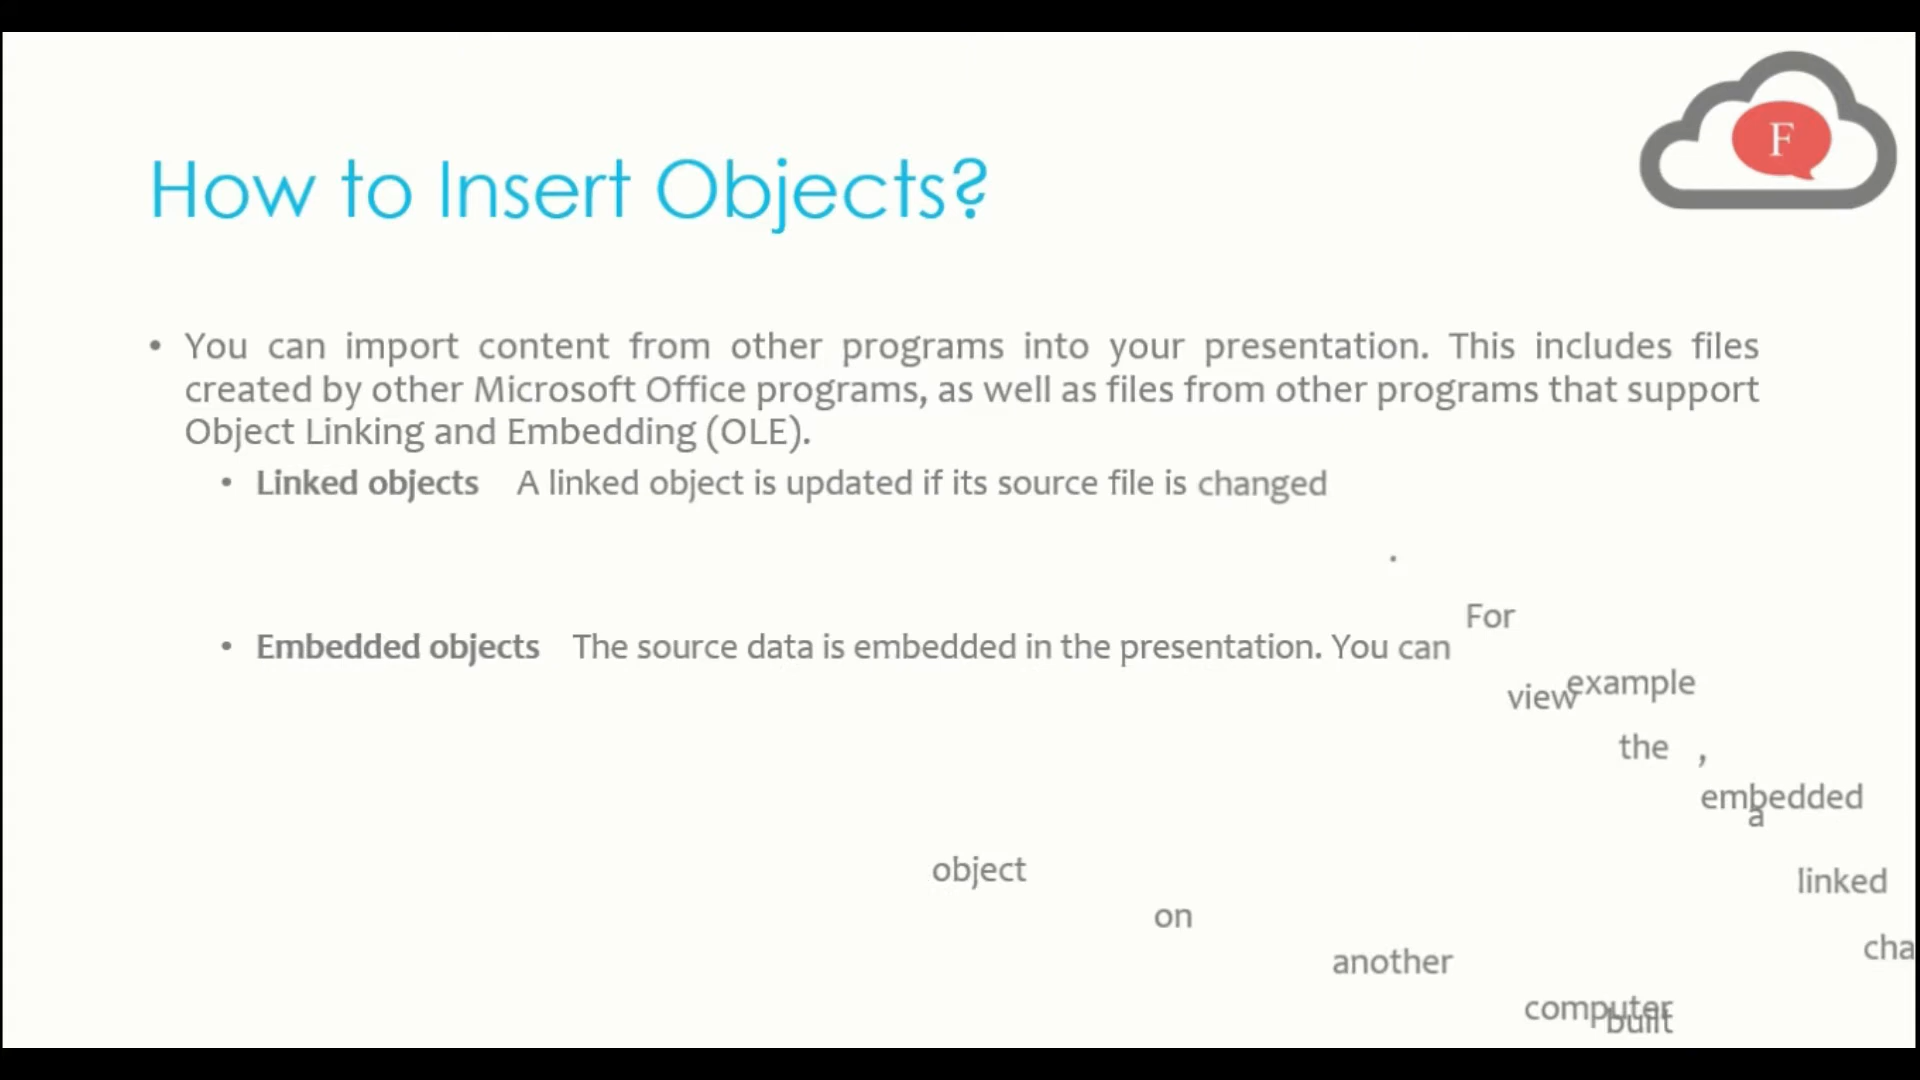 F
How to Insert Objects?
• You can import content from other programs into your presentation. This includes files
created by other Microsoft Office programs, as well as files from other programs that support
Object Linking and Embedding (OLE).
• Linked objects A linked object is updated if its source file is changed
.
For
• Embedded objects The source data is embedded in the presentation. You can
example
view
the ,
embedded
a
object
linked
on
cha
another
computer
built